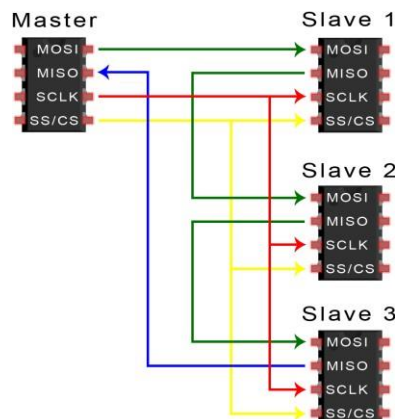 Master
MOSI
MISO
SCLK
SS/CS
Slave 1
MOSI
MISO
SCLK
SS/CS
Slave 2
MOSI
MISO
SCLK
SS/CS
Slave 3
MOSI
MISO
SCLK
SS/CS